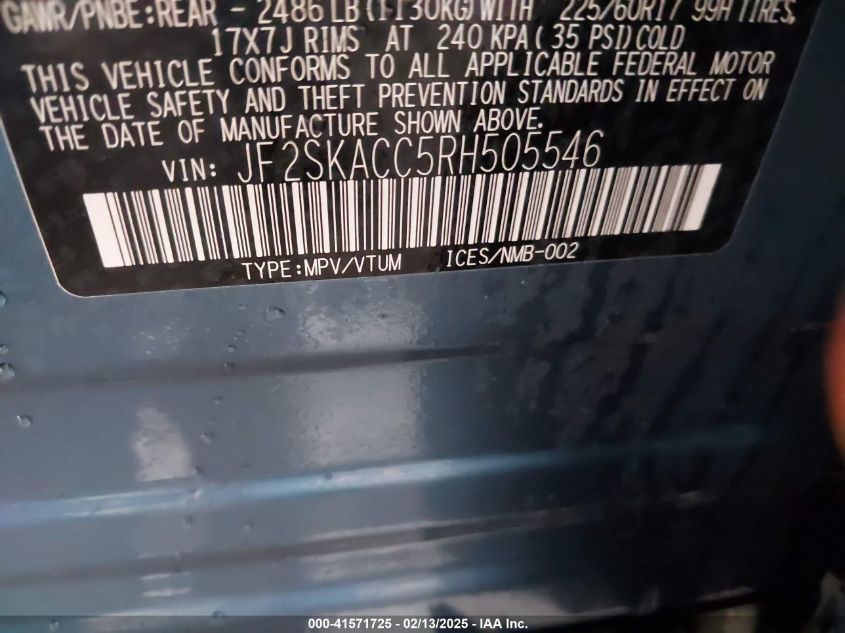 GAWR/PNBE:REAR - 2486 LB(1130KG)WITH 225/60R17 99H TIRES,
17X7J RIMS AT 240 KPA(35 PSI)COLD
THIS VEHICLE CONFORMS TO ALL APPLICABLE FEDERAL MOTOR
VEHICLE SAFETY AND THEFT PREVENTION STANDARDS IN EFFECT ON
THE DATE OF MANUFACTURE SHOWN ABOVE.
VIN: JF2SKACC5RH505546
TYPE:MPV/VTUM ICES/NMB-002
000-41571725 - 02/13/2025 - IAA Inc.